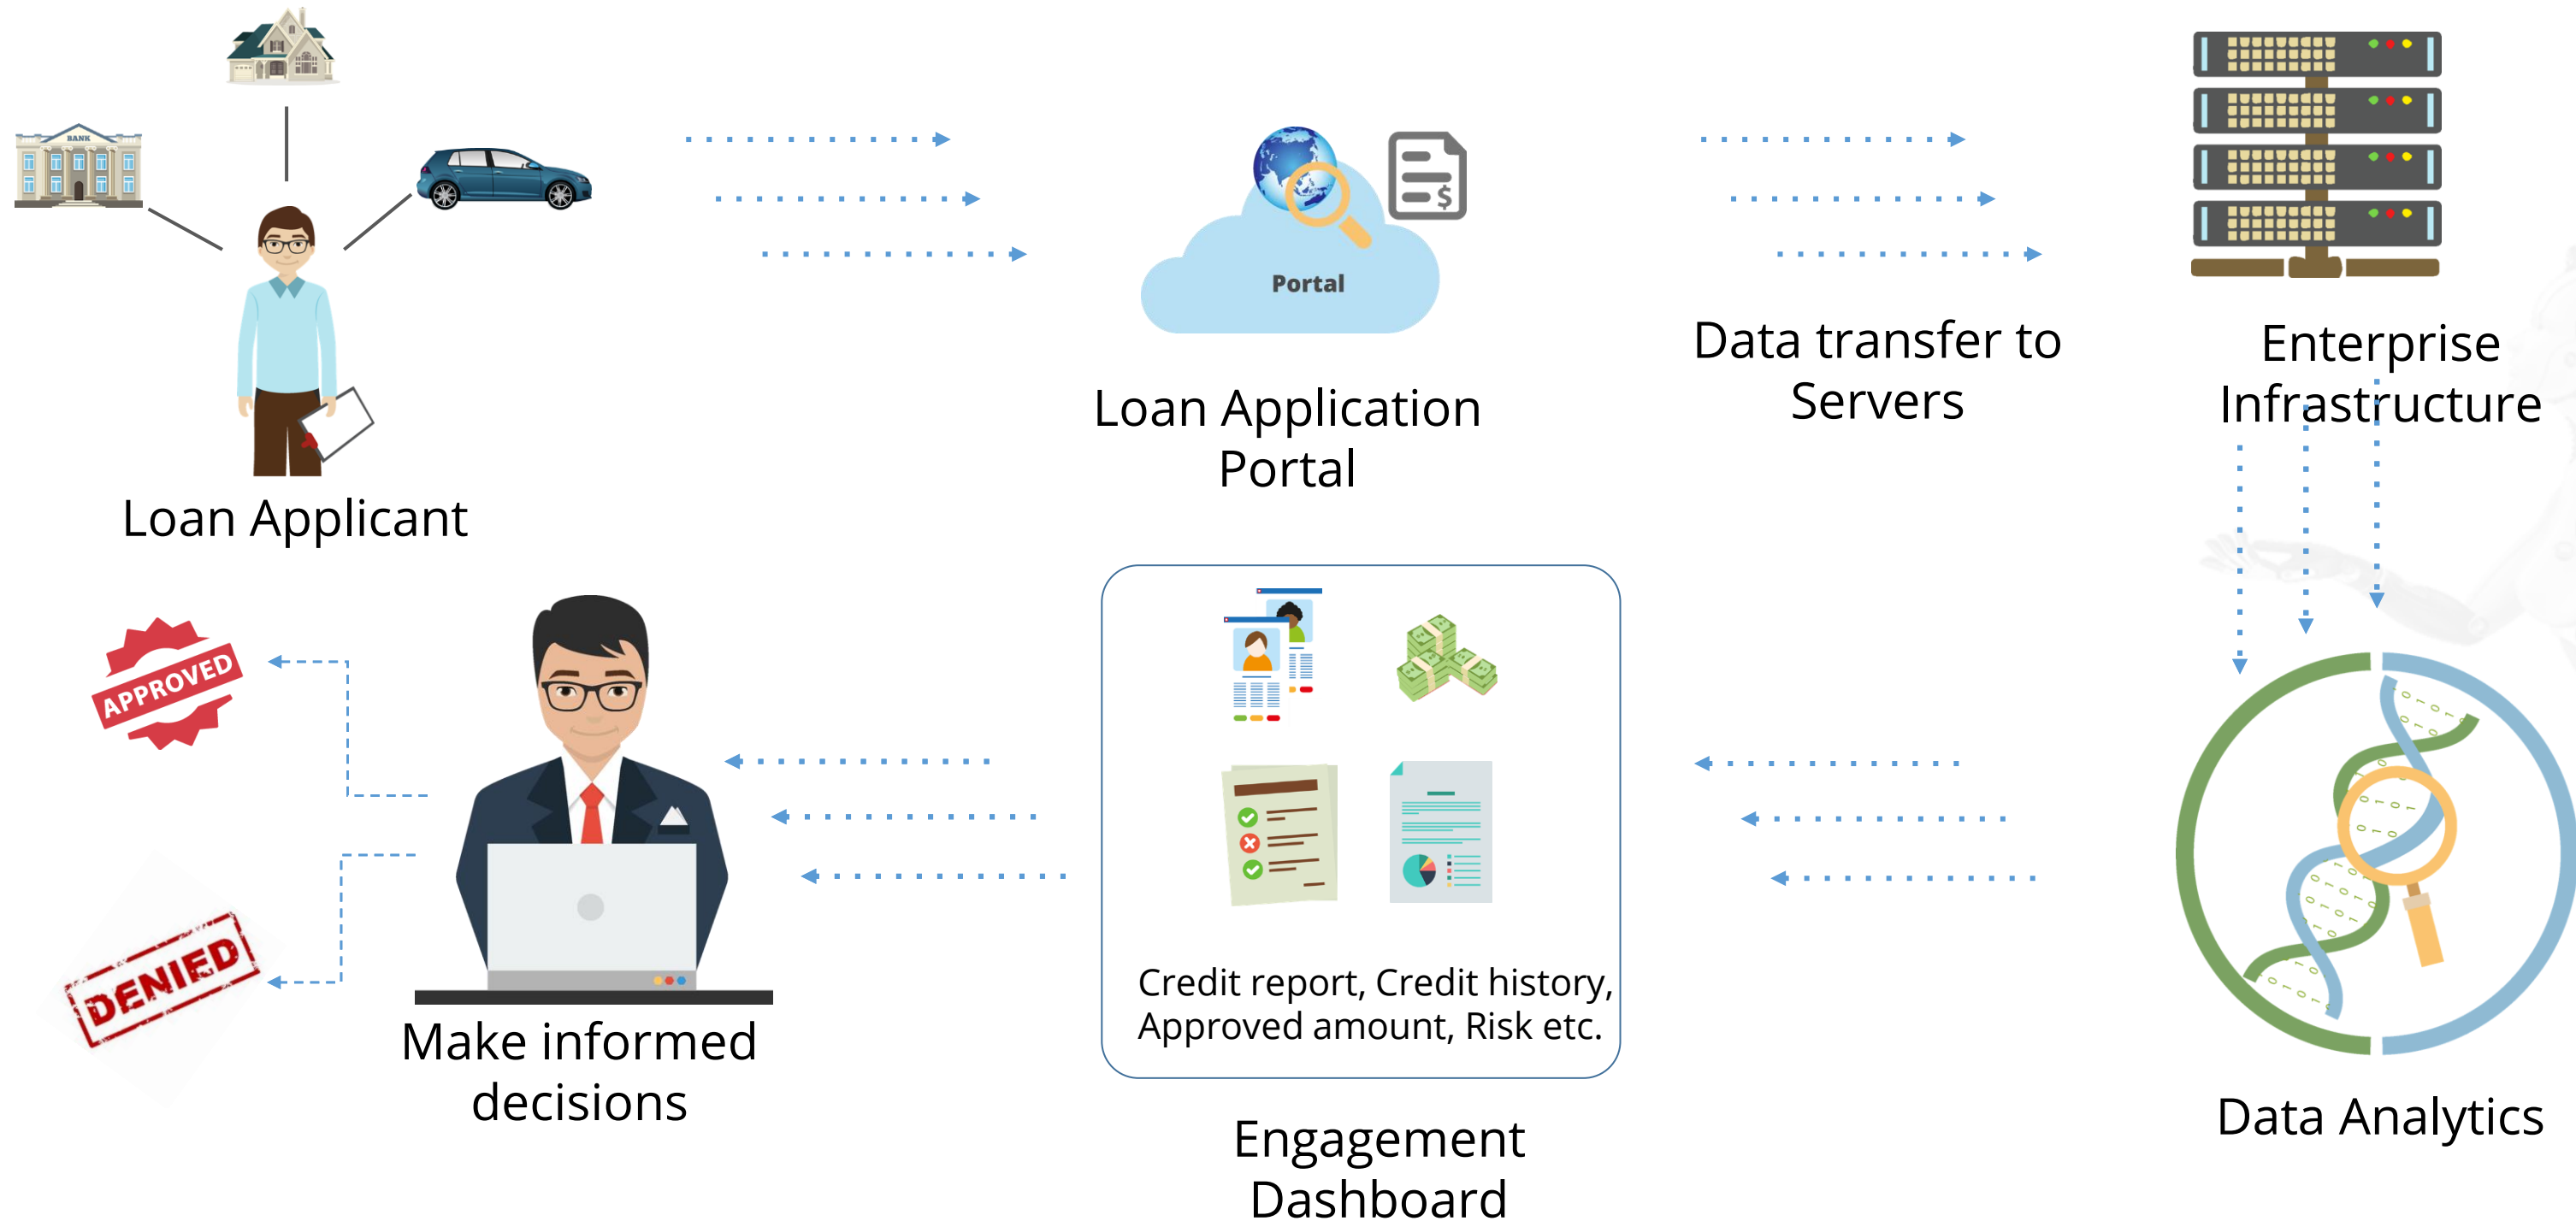 BANK
Portal
$
Loan Applicant
Loan Application
Portal
Data transfer to
Servers
Enterprise
Infrastructure
APPROVED
DENIED
Make informed
decisions
Credit report, Credit history,
Approved amount, Risk etc.
Engagement
Dashboard
Data Analytics